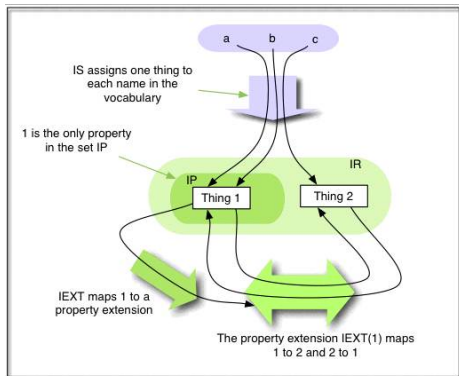 a b c
IS assigns one thing to
each name in the
vocabulary
1 is the only property
in the set IP
IR
IP
Thing 1
Thing 2
IEXT maps 1 to a
property extension
The property extension IEXT(1) maps
1 to 2 and 2 to 1